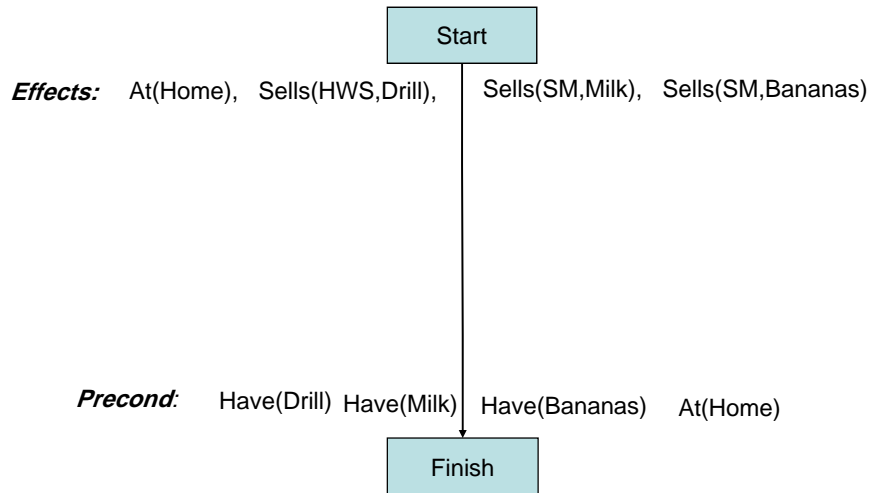 Start
Effects: At(Home), Sells(HWS,Drill), Sells(SM,Milk), Sells(SM,Bananas)
Precond: Have(Drill) Have(Milk) Have(Bananas) At(Home)
Finish